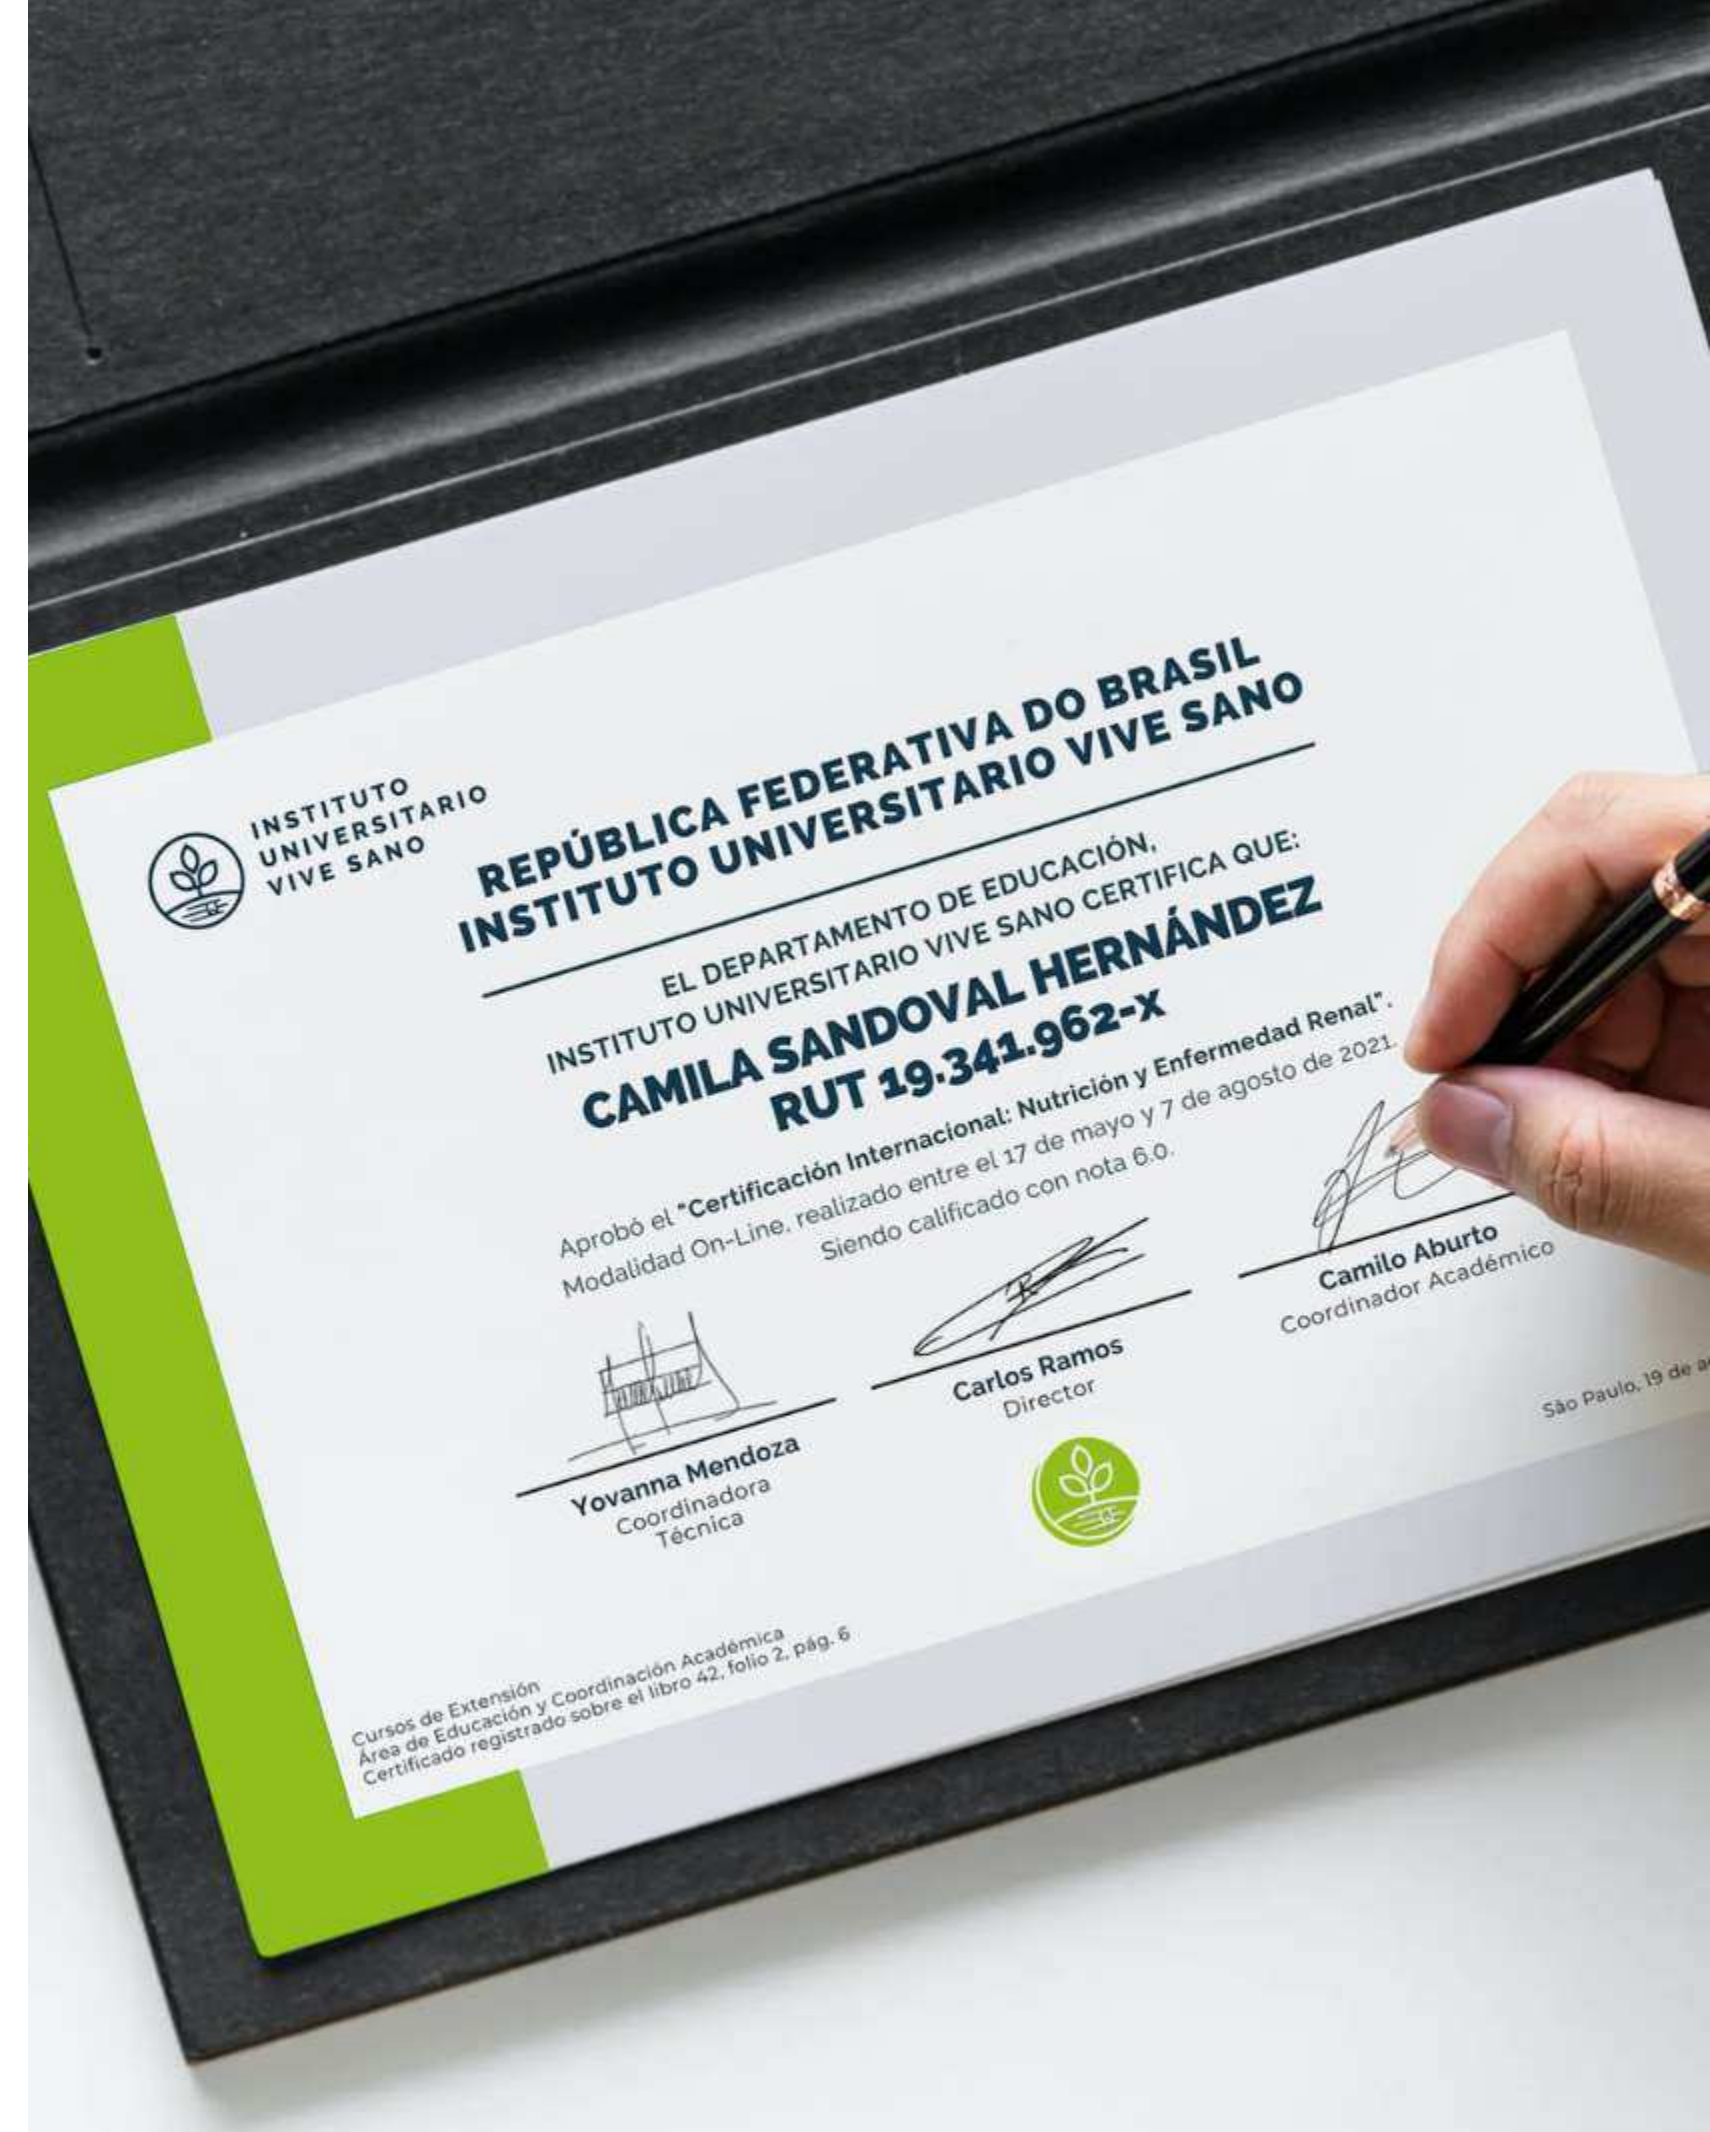 INSTITUTO
UNIVERSITARIO
VIVE SANO
REPÚBLICA FEDERATIVA DO BRASIL
INSTITUTO UNIVERSITARIO VIVE SANO
EL DEPARTAMENTO DE EDUCACIÓN,
INSTITUTO UNIVERSITARIO VIVE SANO CERTIFICA QUE:
CAMILA SANDOVAL HERNÁNDEZ
RUT 19.341.962-X
Aprobó el "Certificación Internacional: Nutrición y Enfermedad Renal".
Modalidad On-Line, realizado entre el 17 de mayo y 7 de agosto de 2021.
Siendo calificado con nota 6.0.
Yovanna Mendoza
Coordinadora
Técnica
Carlos Ramos
Director
Camilo Aburto
Coordinador Académico
São Paulo, 19 de
Cursos de Extensión
Área de Educación y Coordinación Académica
Certificado registrado sobre el libro 42, folio 2, pág. 6